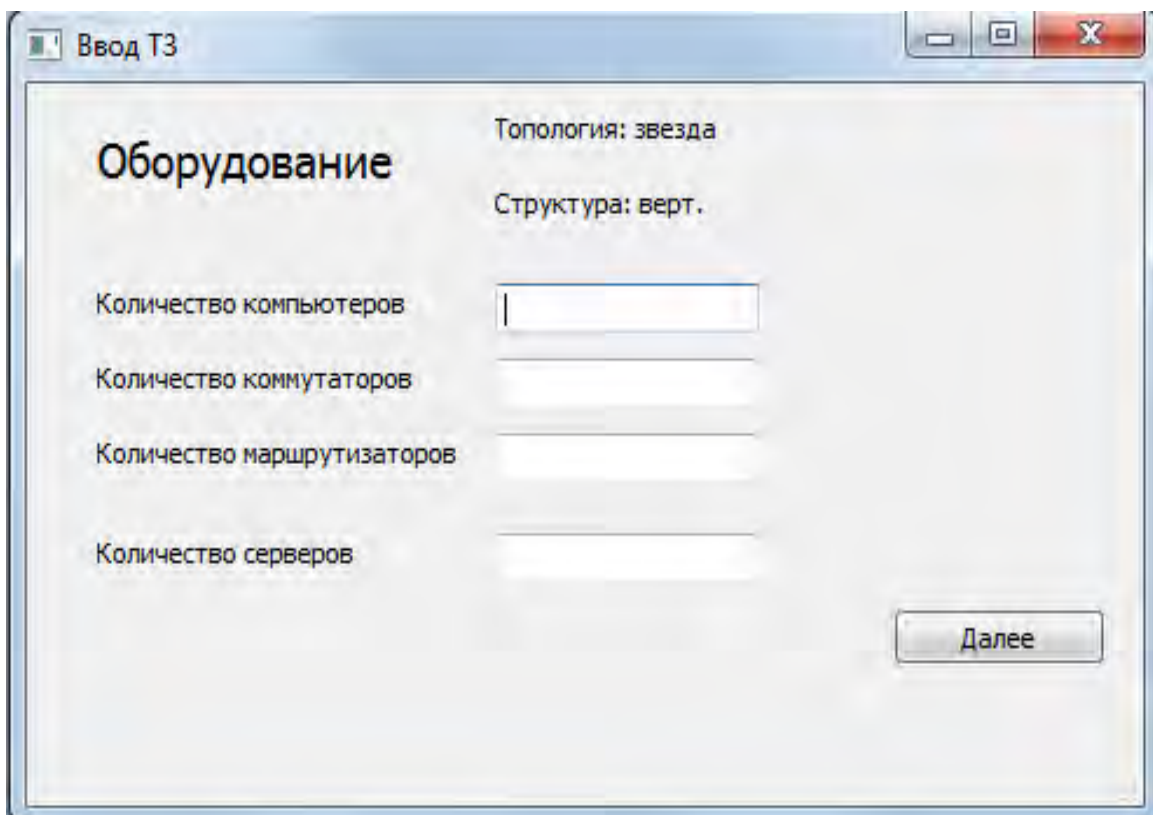 Ввод ТЗ
Оборудование
Топология: звезда
Структура: верт.
Количество компьютеров
Количество коммутаторов
Количество маршрутизаторов
Количество серверов
Далее